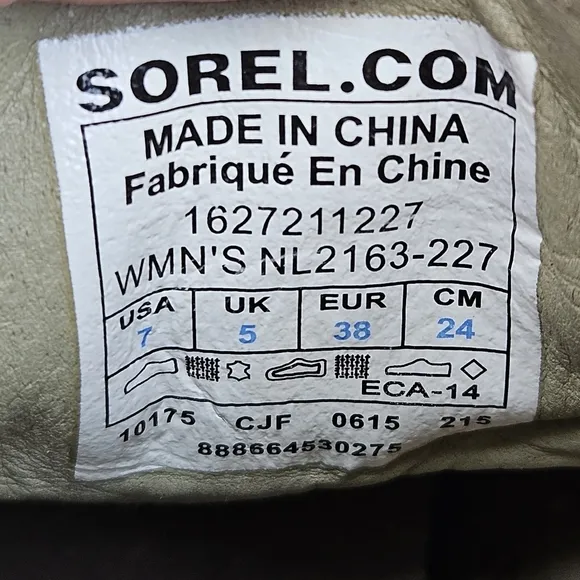 SOREL.COM
MADE IN CHINA
Fabriqué En Chine
1627211227
WMN'S NL2163-227
USA UK EUR CM
7 5 38 24
ECA-14
10175 CJF 0615 215
888664530275